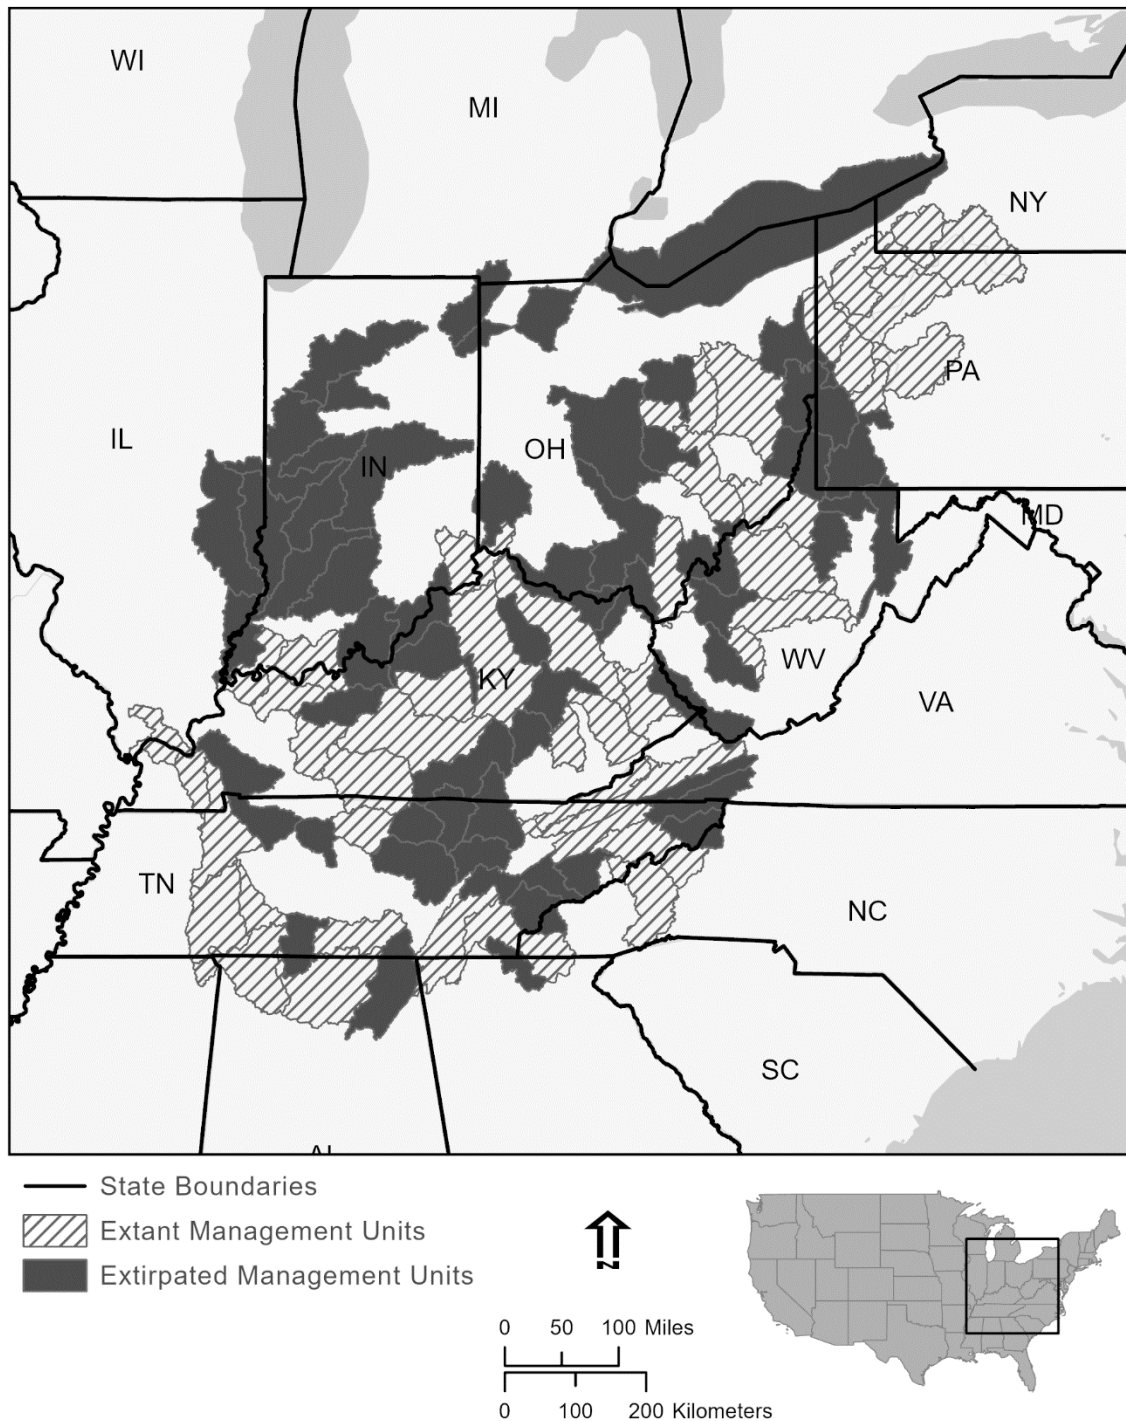 WI
MI
NY
PA
IL
OH
IN
MD
WV
KY
VA
TN
NC
SC
State Boundaries
Extant Management Units
Extirpated Management Units
N
0 50 100 Miles
0 100 200 Kilometers